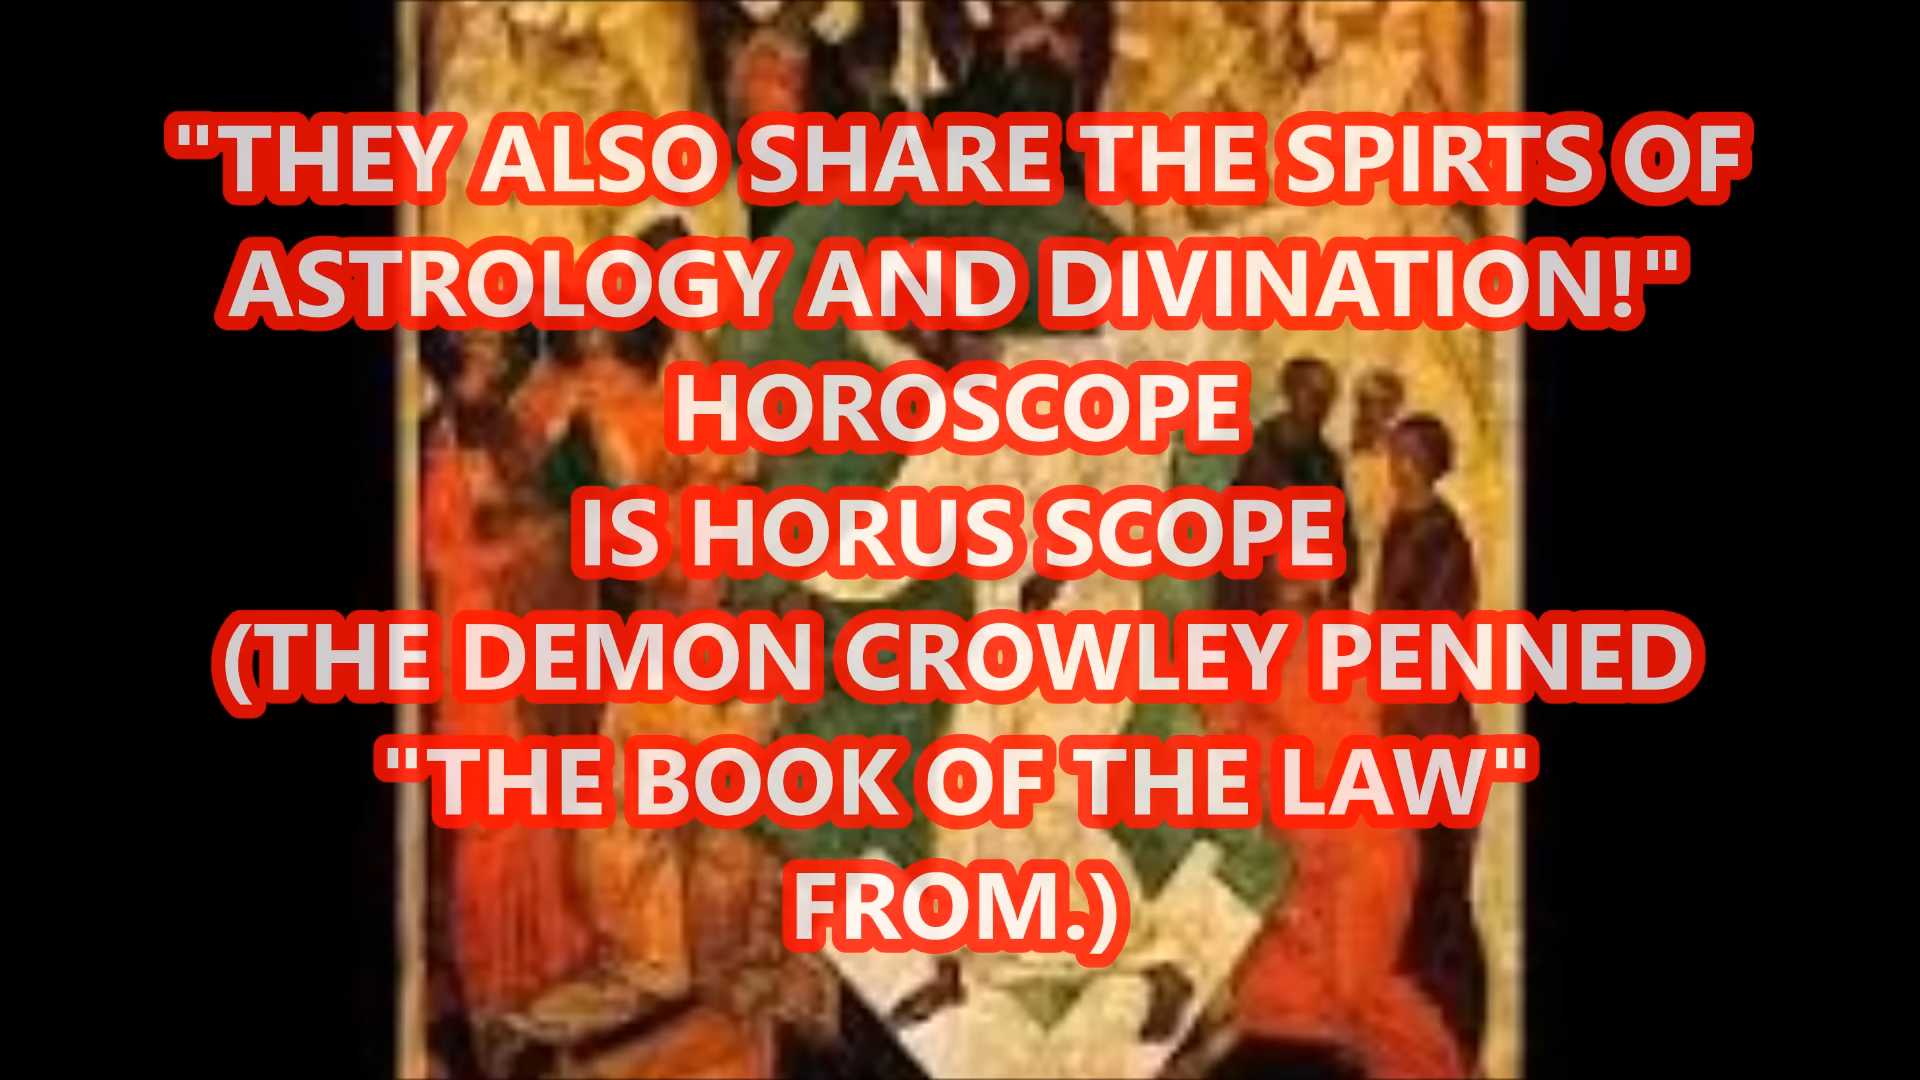 "THEY ALSO SHARE THE SPIRTS OF
ASTROLOGY AND DIVINATION!"
HOROSCOPE
IS HORUS SCOPE
(THE DEMON CROWLEY PENNED
"THE BOOK OF THE LAW"
FROM.)